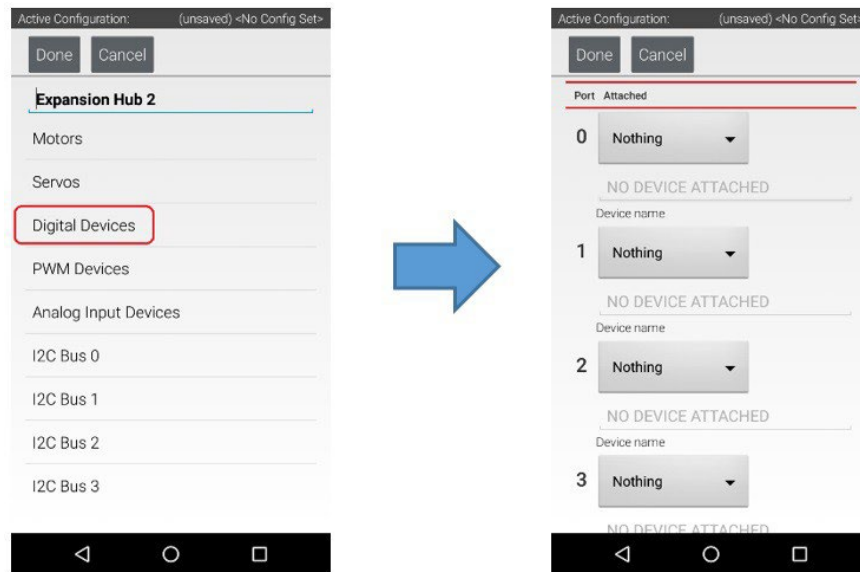 Active Configuration: (unsaved) <No Config Set>
Done Cancel
Expansion Hub 2
Motors
Servos
Digital Devices
PWM Devices
Analog Input Devices
I2C Bus 0
I2C Bus 1
I2C Bus 2
I2C Bus 3
Active Configuration: (unsaved) <No Config Set>
Done Cancel
Port Attached
0 Nothing
NO DEVICE ATTACHED
Device name
1 Nothing
NO DEVICE ATTACHED
Device name
2 Nothing
NO DEVICE ATTACHED
Device name
3 Nothing
NO DEVICE ATTACHED